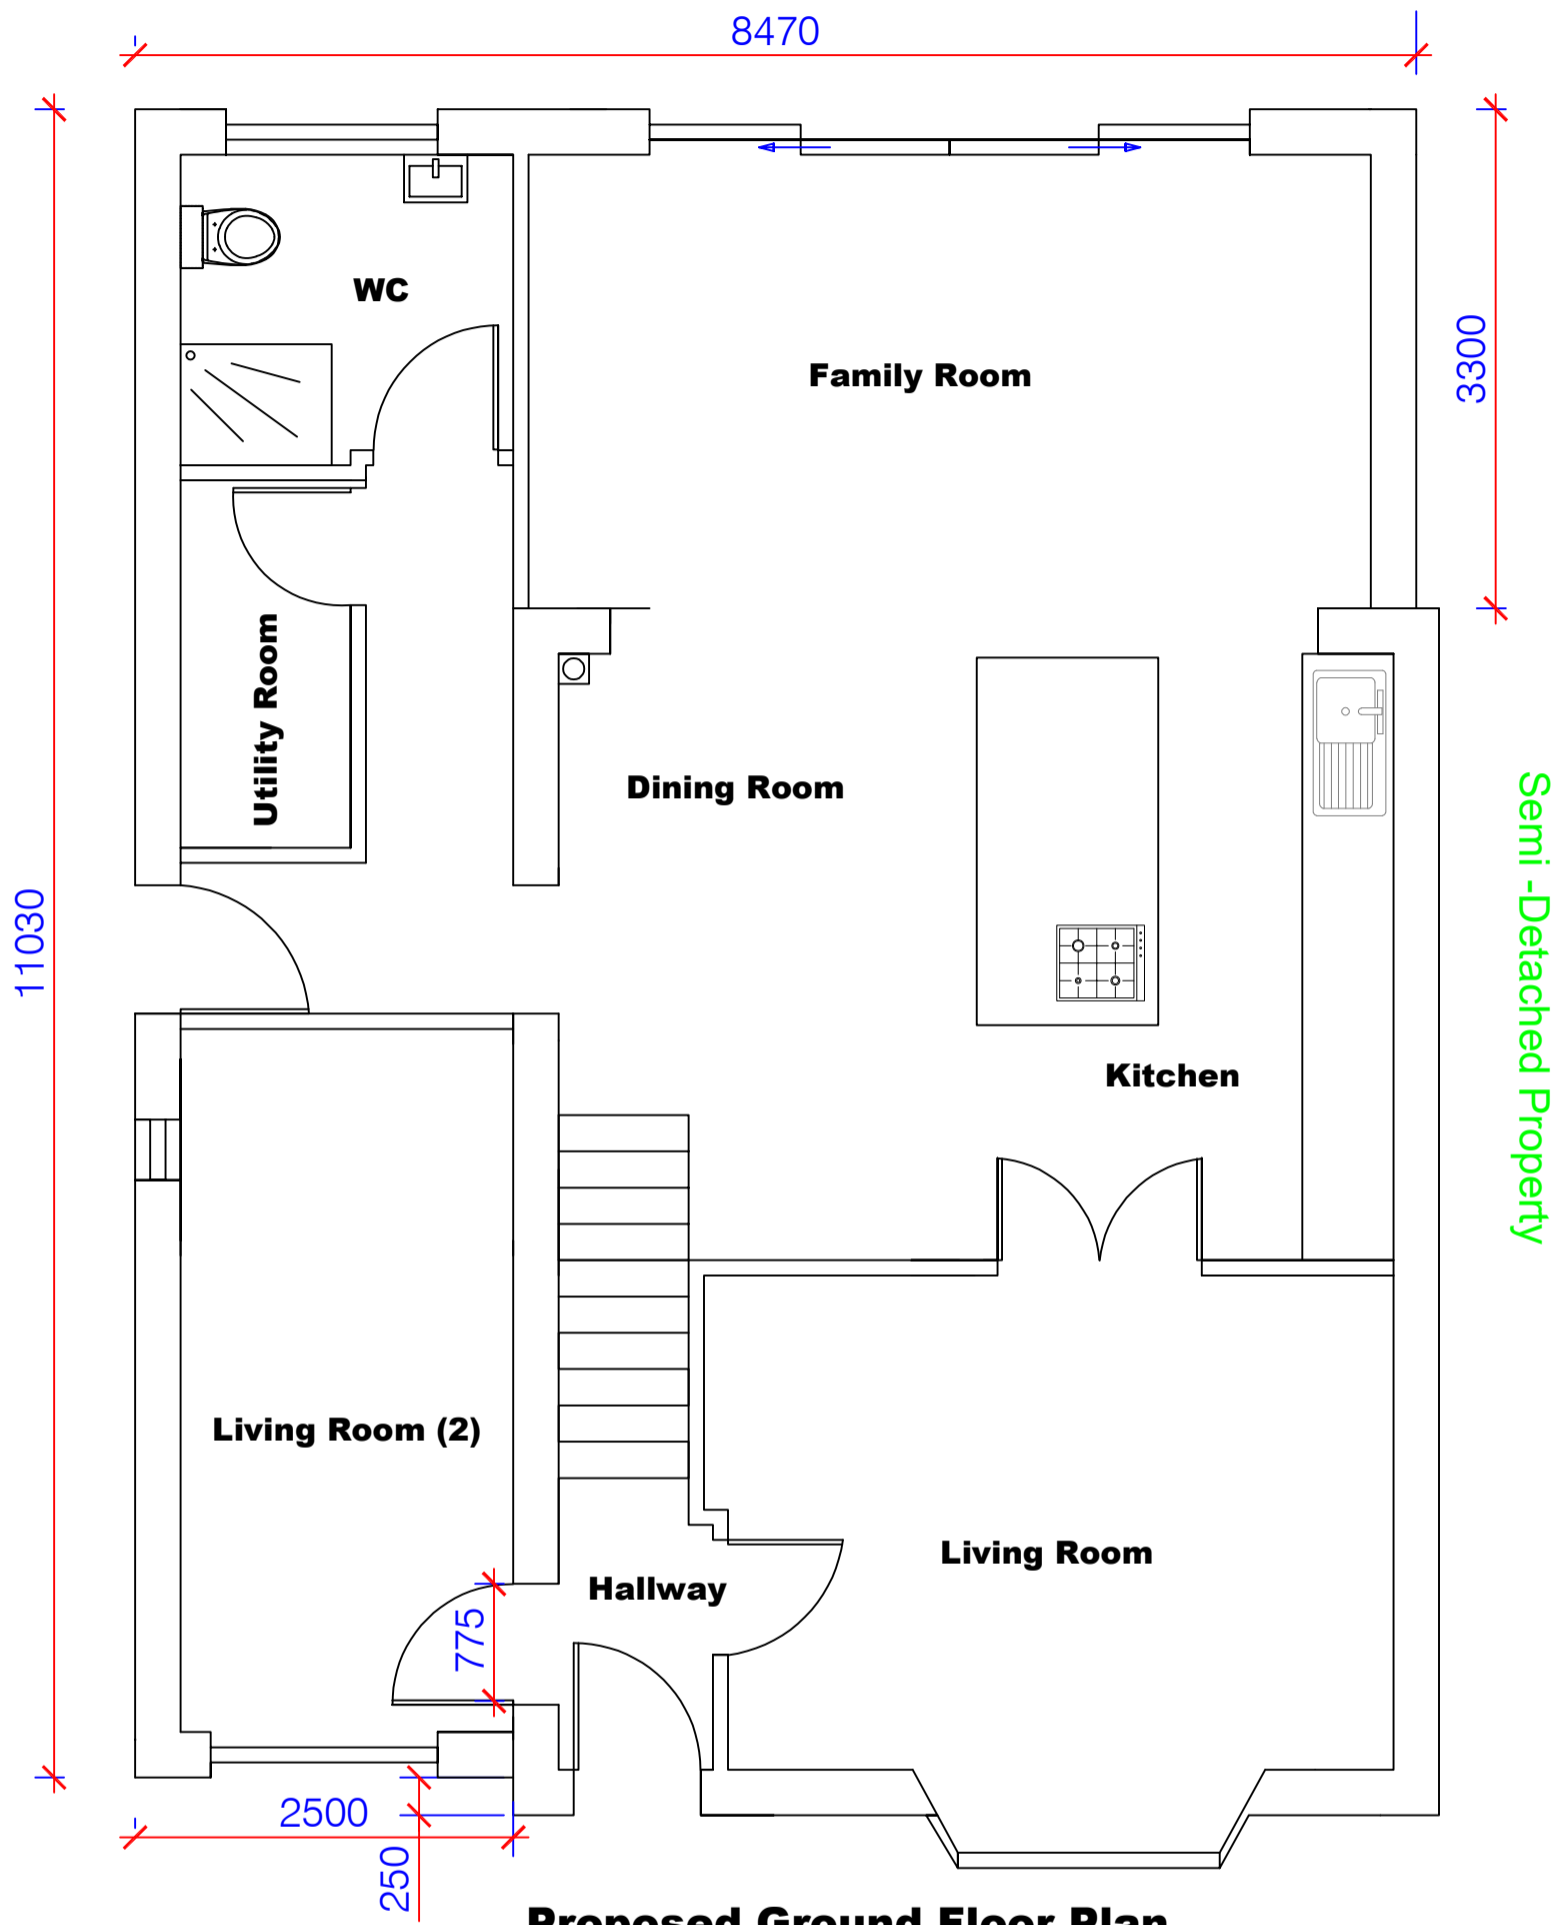 8470
WC
Family Room
3300
Utility Room
Dining Room
Semi -Detached Property
11030
Kitchen
Living Room (2)
Living Room
Hallway
775
2500
250
Proposed Ground Floor Plan